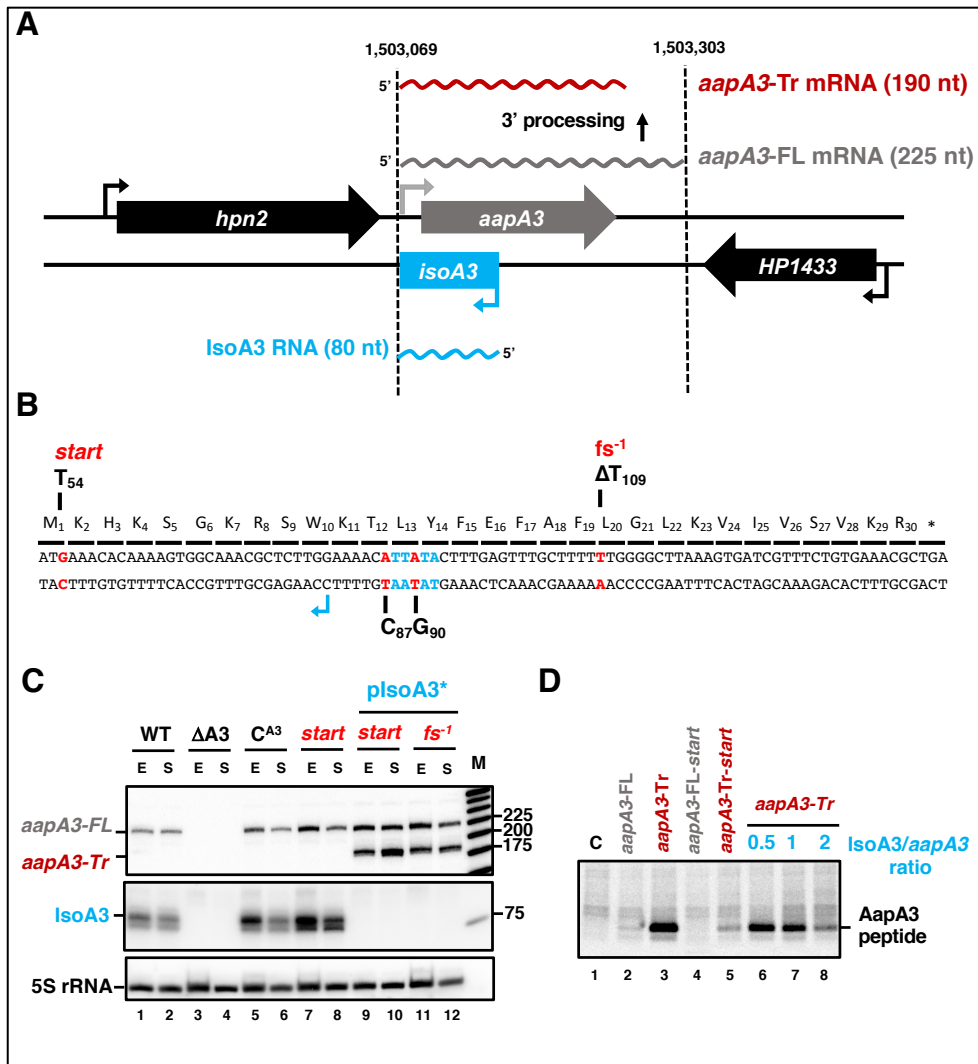 A
1,503,069 1,503,303
5’ aapA3-Tr mRNA (190 nt)
3’ processing
5’ aapA3-FL mRNA (225 nt)
hpn2 aapA3
isoA3 HP1433
IsoA3 RNA (80 nt) 5’
B
start fs-1
T54 ΔT109
M1 K2 H3 K4 S5 G6 K7 R8 S9 W10 K11 T12 L13 Y14 F15 E16 F17 A18 F19 L20 G21 L22 K23 V24 I25 V26 S27 V28 K29 R30 *
ATGAAACACAAAAGTGGCAAACGCTCTTGGAAAACATTATACTTTGAGTTTGCTTTTTTGGGGCTTAAAGTGATCGTTTCTGTGAAACGCTGA
TACTTTGTGTTTTCACCGTTTGCGAGAACCTTTTGTAATATGAAACTCAAACGAAAAAACCCCGAATTTCACTAGCAAAGACACTTTGCGACT
C87 G90
C
pIsoA3*
WT ΔA3 CA3 start start fs-1
E S E S E S E S E S E S M
aapA3-FL
aapA3-Tr
225
200
175
IsoA3 75
5S rRNA
1 2 3 4 5 6 7 8 9 10 11 12
D
C aapA3-FL aapA3-Tr aapA3-FL-start aapA3-Tr-start aapA3-Tr
0.5 1 2 IsoA3/aapA3
ratio
AapA3
peptide
1 2 3 4 5 6 7 8